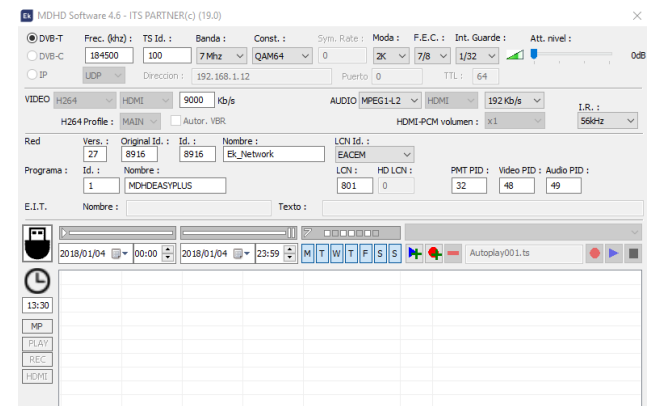 Ek MDHD Software 4.6 - ITS PARTNER(c) (19.0)
DVB-T Frec. (khz) : TS Id. : Banda : Const. : Sym. Rate : Moda : F.E.C. : Int. Guarde : Att. nivel :
DVB-C 184500 100 7 Mhz QAM64 0 2K 7/8 1/32 0dB
IP UDP Direccion : 192.168.1.12 Puerto 0 TTL : 64
VIDEO H264 HDMI 9000 Kb/s AUDIO MPEG1-L2 HDMI 192 Kb/s I.R. :
H264 Profile : MAIN Autor. VBR HDMI-PCM volumen : x1 56kHz
Red Vers. : Original Id. : Id. : Nombre : LCN Id. :
27 8916 8916 Ek_Network EACEM
Programa : Id. : Nombre : LCN : HD LCN : PMT PID : Video PID : Audio PID :
1 MDHDEASYPLUS 801 0 32 48 49
E.I.T. Nombre : Texto :
2018/01/04 00:00 2018/01/04 23:59 M T W T F S S Autoplay001.ts
13:30
MP
PLAY
REC
HDMI